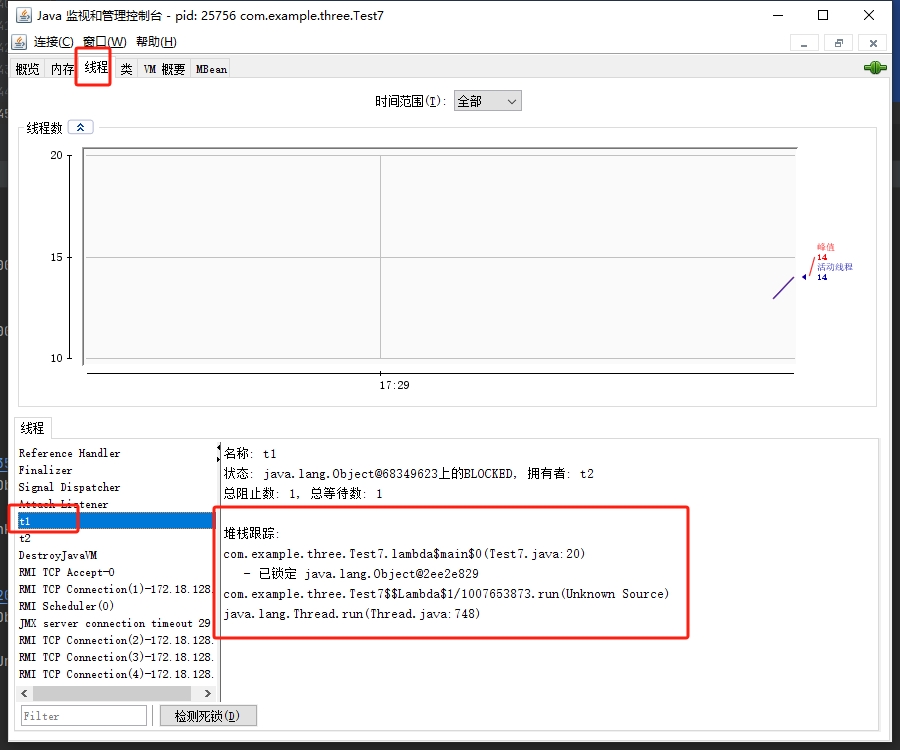 Java 监视和管理控制台 - pid: 25756 com.example.three.Test7
连接(C) 窗口(W) 帮助(H)
概览 内存 线程 类 VM 概要 MBean
时间范围(T): 全部
线程数
20
15
10
峰值
14
活动线程
14
17:29
线程
Reference Handler
Finalizer
Signal Dispatcher
Attach Listener
t1
t2
DestroyJavaVM
RMI TCP Accept-0
RMI TCP Connection(1)-172.18.128.
RMI Scheduler(0)
JMX server connection timeout 29
RMI TCP Connection(2)-172.18.128.
RMI TCP Connection(3)-172.18.128.
RMI TCP Connection(4)-172.18.128.
Filter
检测死锁(D)
名称: t1
状态: java.lang.Object@68349623上的BLOCKED, 拥有者: t2
总阻止数: 1, 总等待数: 1
堆栈跟踪:
com.example.three.Test7.lambda$main$0(Test7.java:20)
- 已锁定 java.lang.Object@2ee2e829
com.example.three.Test7$$Lambda$1/1007653873.run(Unknown Source)
java.lang.Thread.run(Thread.java:748)